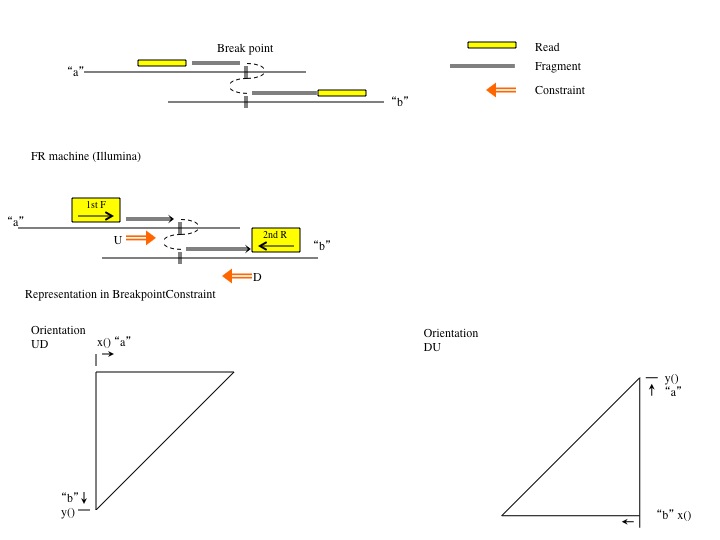 Break point
Read
“a”
Fragment
Constraint
“b”
FR machine (Illumina)
1st F
“a”
U
2nd R
“b”
D
Representation in BreakpointConstraint
Orientation
UD
x() “a”
“b”
y()
Orientation
DU
y()
“a”
“b” x()